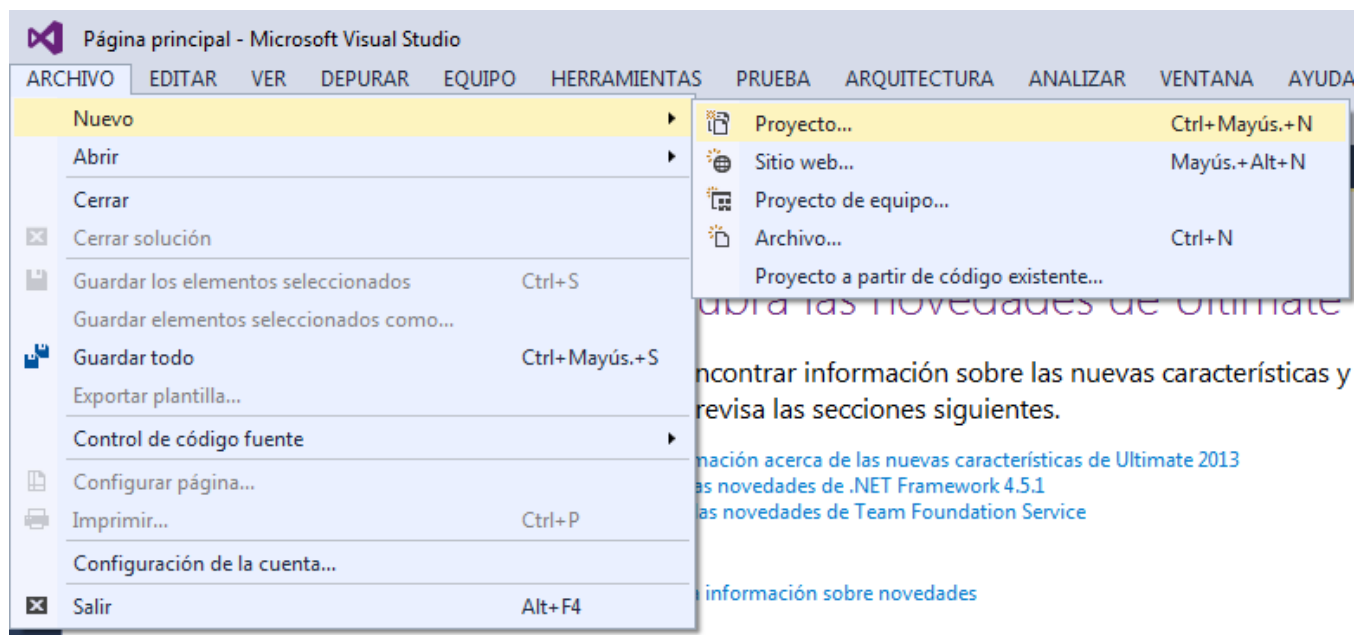 Página principal - Microsoft Visual Studio
ARCHIVO EDITAR VER DEPURAR EQUIPO HERRAMIENTAS PRUEBA ARQUITECTURA ANALIZAR VENTANA AYUDA
Nuevo
Abrir
Cerrar
Cerrar solución
Guardar los elementos seleccionados Ctrl+S
Guardar elementos seleccionados como...
Guardar todo Ctrl+Mayús.+S
Exportar plantilla...
Control de código fuente
Configurar página...
Imprimir... Ctrl+P
Configuración de la cuenta...
Salir Alt+F4
Proyecto... Ctrl+Mayús.+N
Sitio web... Mayús.+Alt+N
Proyecto de equipo...
Archivo... Ctrl+N
Proyecto a partir de código existente...
ubra las novedades de Ultimate
ncontrar información sobre las nuevas características y
revisa las secciones siguientes.
mación acerca de las nuevas características de Ultimate 2013
as novedades de .NET Framework 4.5.1
las novedades de Team Foundation Service
información sobre novedades